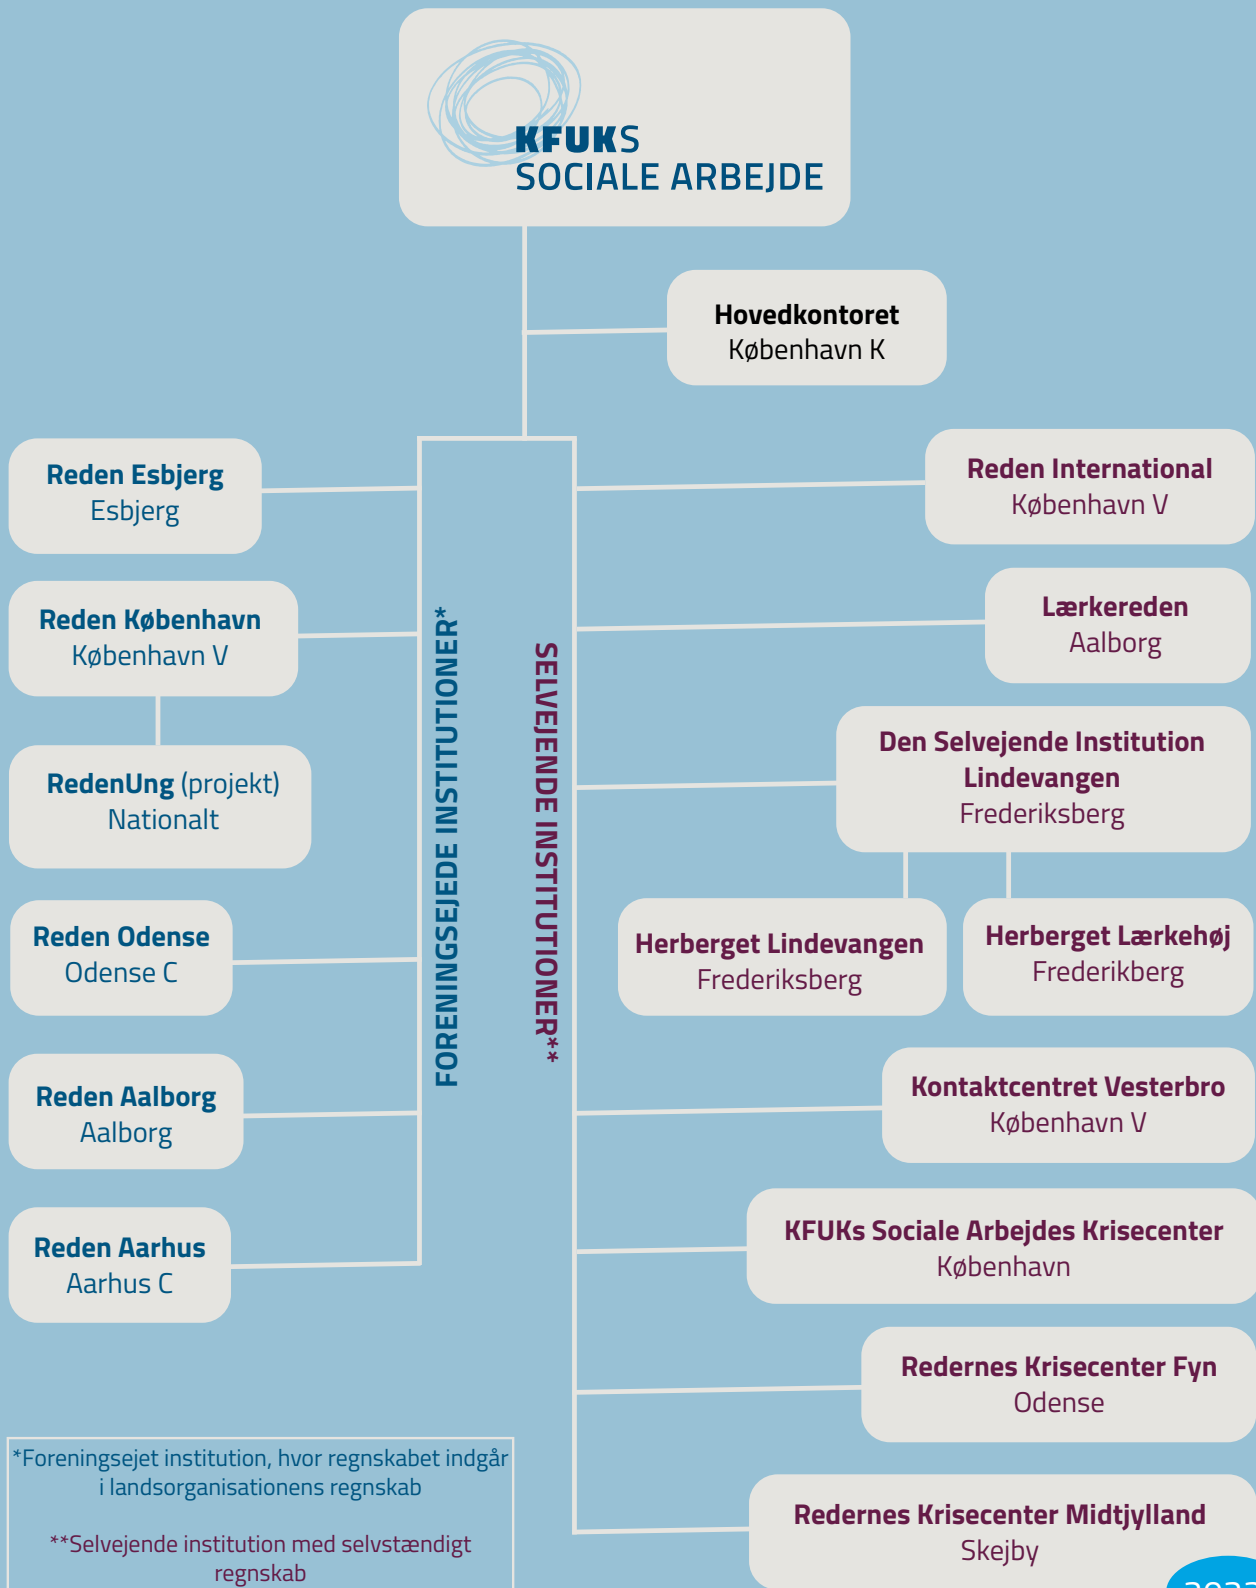 KFUKS
SOCIALE ARBEJDE
Hovedkontoret
København K
Reden Esbjerg
Esbjerg
Reden København
København V
RedenUng (projekt)
Nationalt
Reden Odense
Odense C
Reden Aalborg
Aalborg
Reden Aarhus
Aarhus C
FORENINGSEJEDE INSTITUTIONER*
SELVEJENDE INSTITUTIONER**
Reden International
København V
Lærkereden
Aalborg
Den Selvejende Institution
Lindevangen
Frederiksberg
Herberget Lindevangen
Frederiksberg
Herberget Lærkehøj
Frederikberg
Kontaktcentret Vesterbro
København V
KFUKs Sociale Arbejdes Krisecenter
København
Redernes Krisecenter Fyn
Odense
Redernes Krisecenter Midtjylland
Skejby
*Foreningsejet institution, hvor regnskabet indgår
i landsorganisationens regnskab
**Selvejende institution med selvstændigt
regnskab